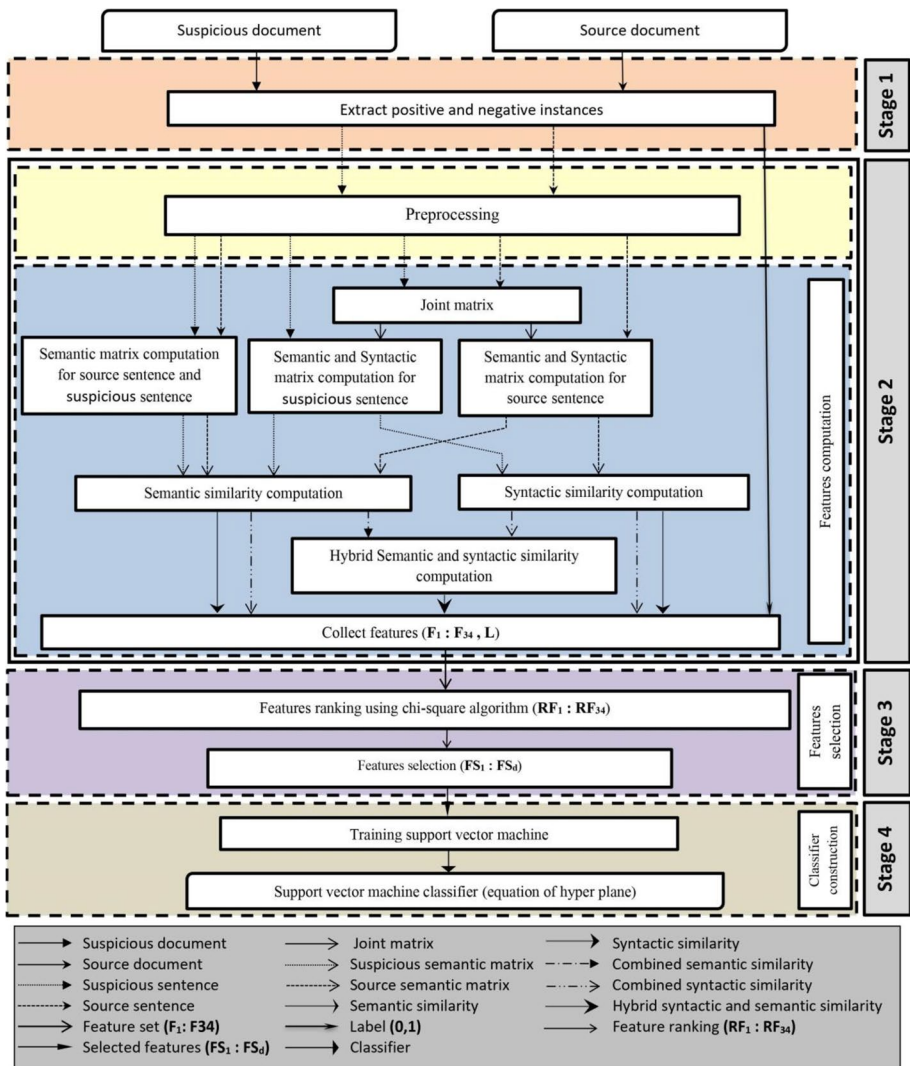 Suspicious document
Source document
Stage 1
Extract positive and negative instances
Stage 2
Preprocessing
Features computation
Joint matrix
Semantic matrix computation
for source sentence and
suspicious sentence
Semantic and Syntactic
matrix computation for
suspicious sentence
Semantic and Syntactic
matrix computation for
source sentence
Semantic similarity computation
Syntactic similarity computation
Hybrid Semantic and syntactic similarity
computation
Collect features (F₁ : F₃₄ , L)
Stage 3
Features
selection
Features ranking using chi-square algorithm (RF₁ : RF₃₄)
Features selection (FS₁ : FS_d)
Stage 4
Classifier
construction
Training support vector machine
Support vector machine classifier (equation of hyper plane)
Suspicious document
Source document
Suspicious sentence
Source sentence
Feature set (F₁: F34)
Selected features (FS₁ : FS_d)
Joint matrix
Suspicious semantic matrix
Source semantic matrix
Semantic similarity
Label (0,1)
Classifier
Syntactic similarity
Combined semantic similarity
Combined syntactic similarity
Hybrid syntactic and semantic similarity
Feature ranking (RF₁ : RF₃₄)